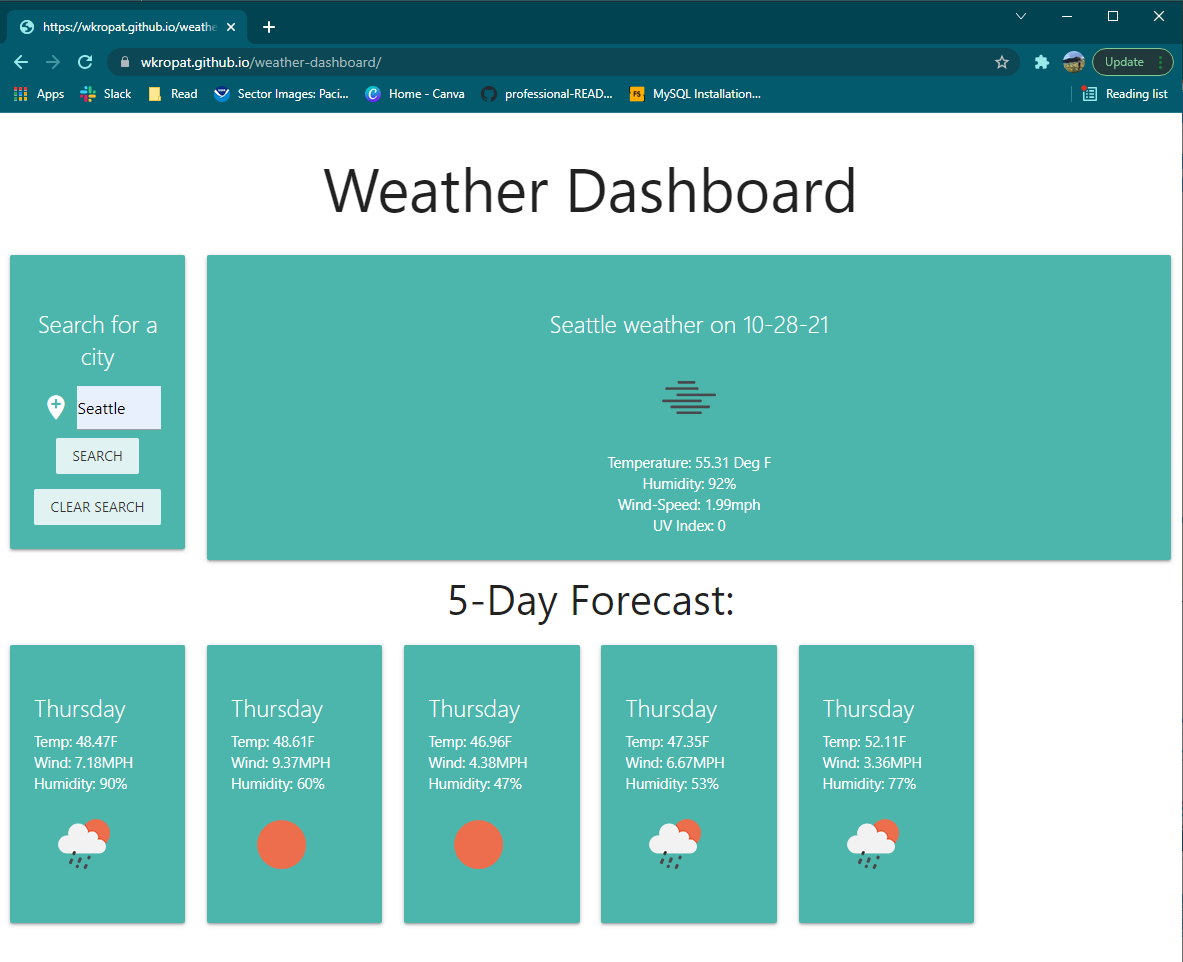 https://wkropat.github.io/weathe
wkropat.github.io/weather-dashboard/
Update
Apps
Slack
Read
Sector Images: Paci...
Home - Canva
professional-READ...
FS
MySQL Installation...
Reading list
Weather Dashboard
Search for a
city
Seattle
SEARCH
CLEAR SEARCH
Seattle weather on 10-28-21
Temperature: 55.31 Deg F
Humidity: 92%
Wind-Speed: 1.99mph
UV Index: 0
5-Day Forecast:
Thursday
Temp: 48.47F
Wind: 7.18MPH
Humidity: 90%
Thursday
Temp: 48.61F
Wind: 9.37MPH
Humidity: 60%
Thursday
Temp: 46.96F
Wind: 4.38MPH
Humidity: 47%
Thursday
Temp: 47.35F
Wind: 6.67MPH
Humidity: 53%
Thursday
Temp: 52.11F
Wind: 3.36MPH
Humidity: 77%